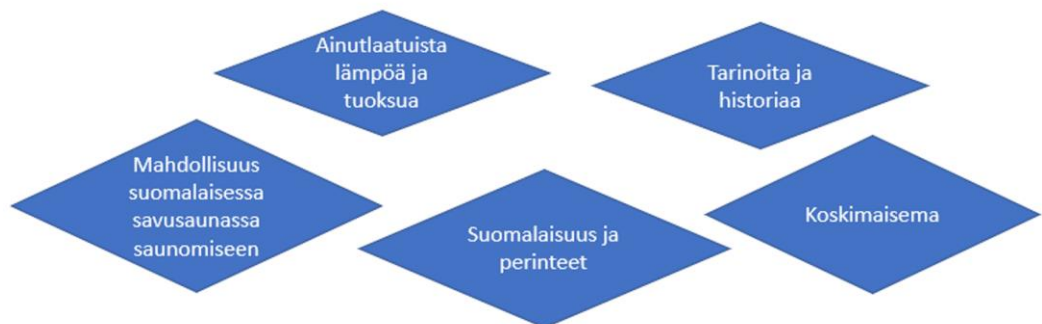 Ainutlaatuista
lämpöä ja
tuoksua
Tarinoita ja
historiaa
Mahdollisuus
suomalaisessa
savusaunassa
saunomiseen
Suomalaisuus ja
perinteet
Koskimaisema